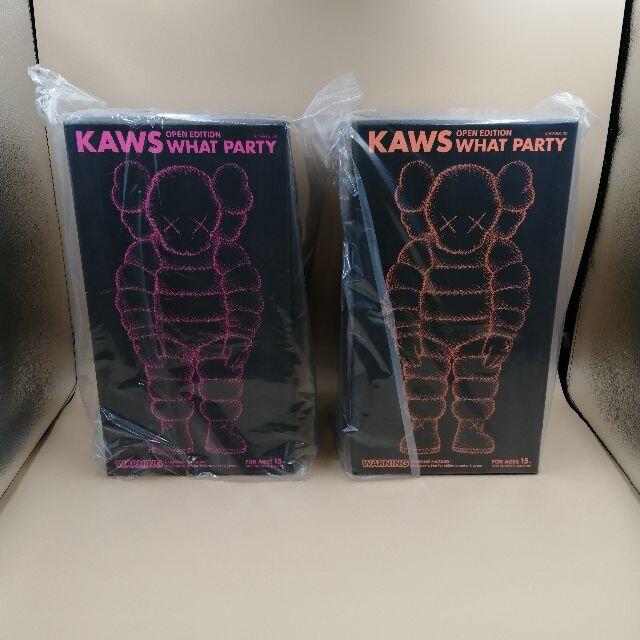 KAWS OPEN EDITION
WHAT PARTY
WARNING
FOR AGES 15+
KAWS OPEN EDITION
WHAT PARTY
WARNING
FOR AGES 15+